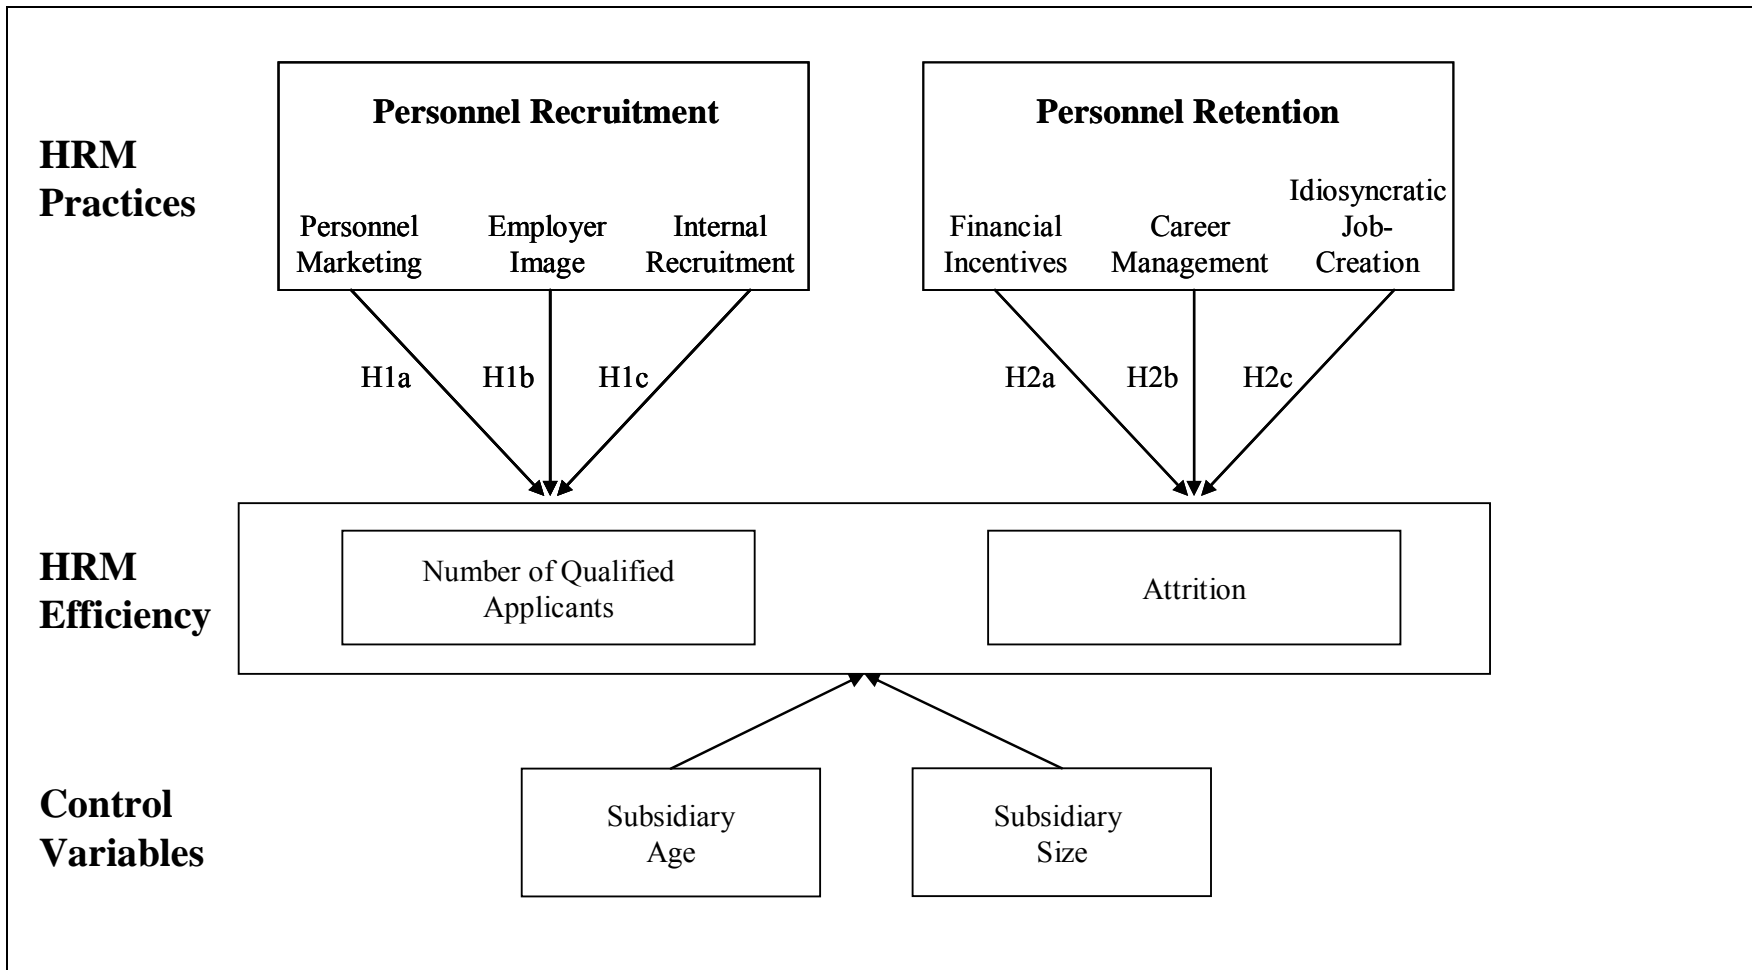 Personnel Recruitment
Personnel Retention
HRM
Practices
Personnel
Marketing
Employer
Image
Internal
Recruitment
Financial
Incentives
Career
Management
Idiosyncratic
Job-
Creation
H1a
H1b
H1c
H2a
H2b
H2c
HRM
Efficiency
Number of Qualified
Applicants
Attrition
Control
Variables
Subsidiary
Age
Subsidiary
Size